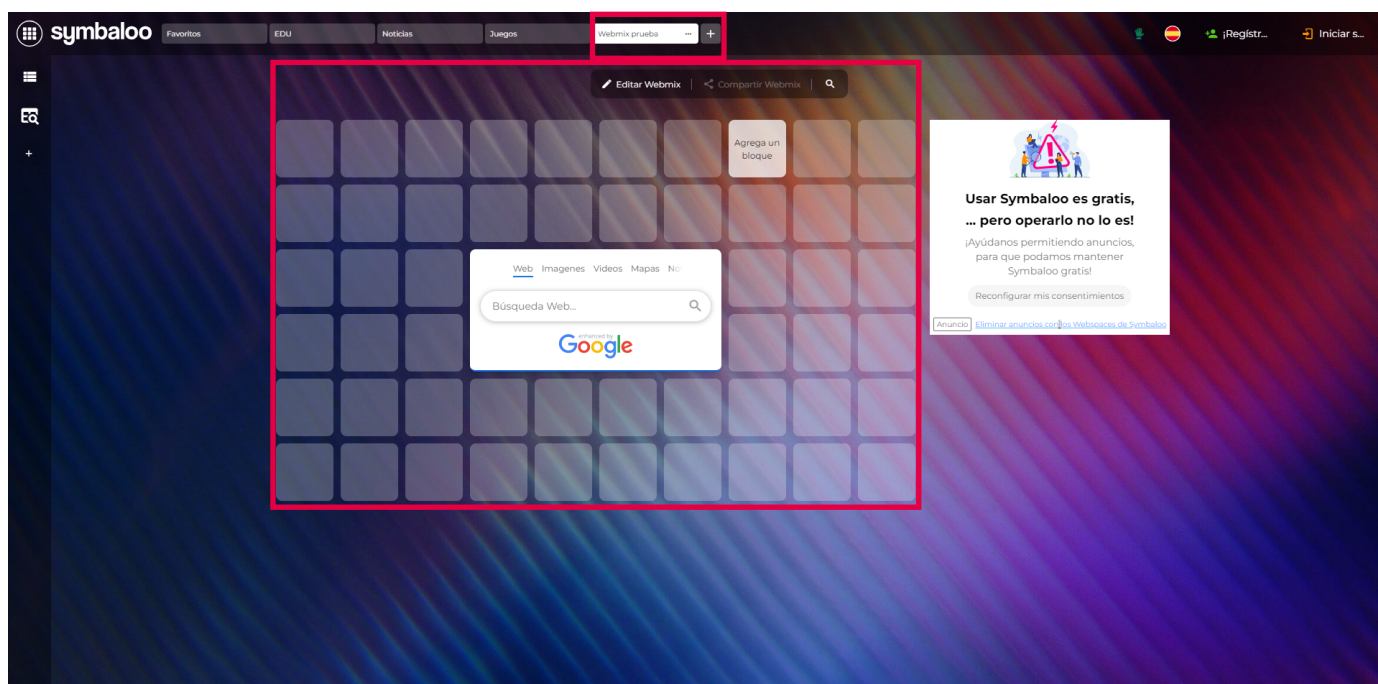 symbaloo
Favoritos
EDU
Noticias
Juegos
Webmix prueba
¡Regístr...
Iniciar s...
Editar Webmix
Compartir Webmix
Agrega un
bloque
Web Imagenes Videos Mapas No
Búsqueda Web...
enhanced by
Google
Usar Symbaloo es gratis,
... pero operarlo no lo es!
¡Ayúdanos permitiendo anuncios,
para que podamos mantener
Symbaloo gratis!
Reconfigurar mis consentimientos
Anuncio Eliminar anuncios con los Webspaces de Symbaloo